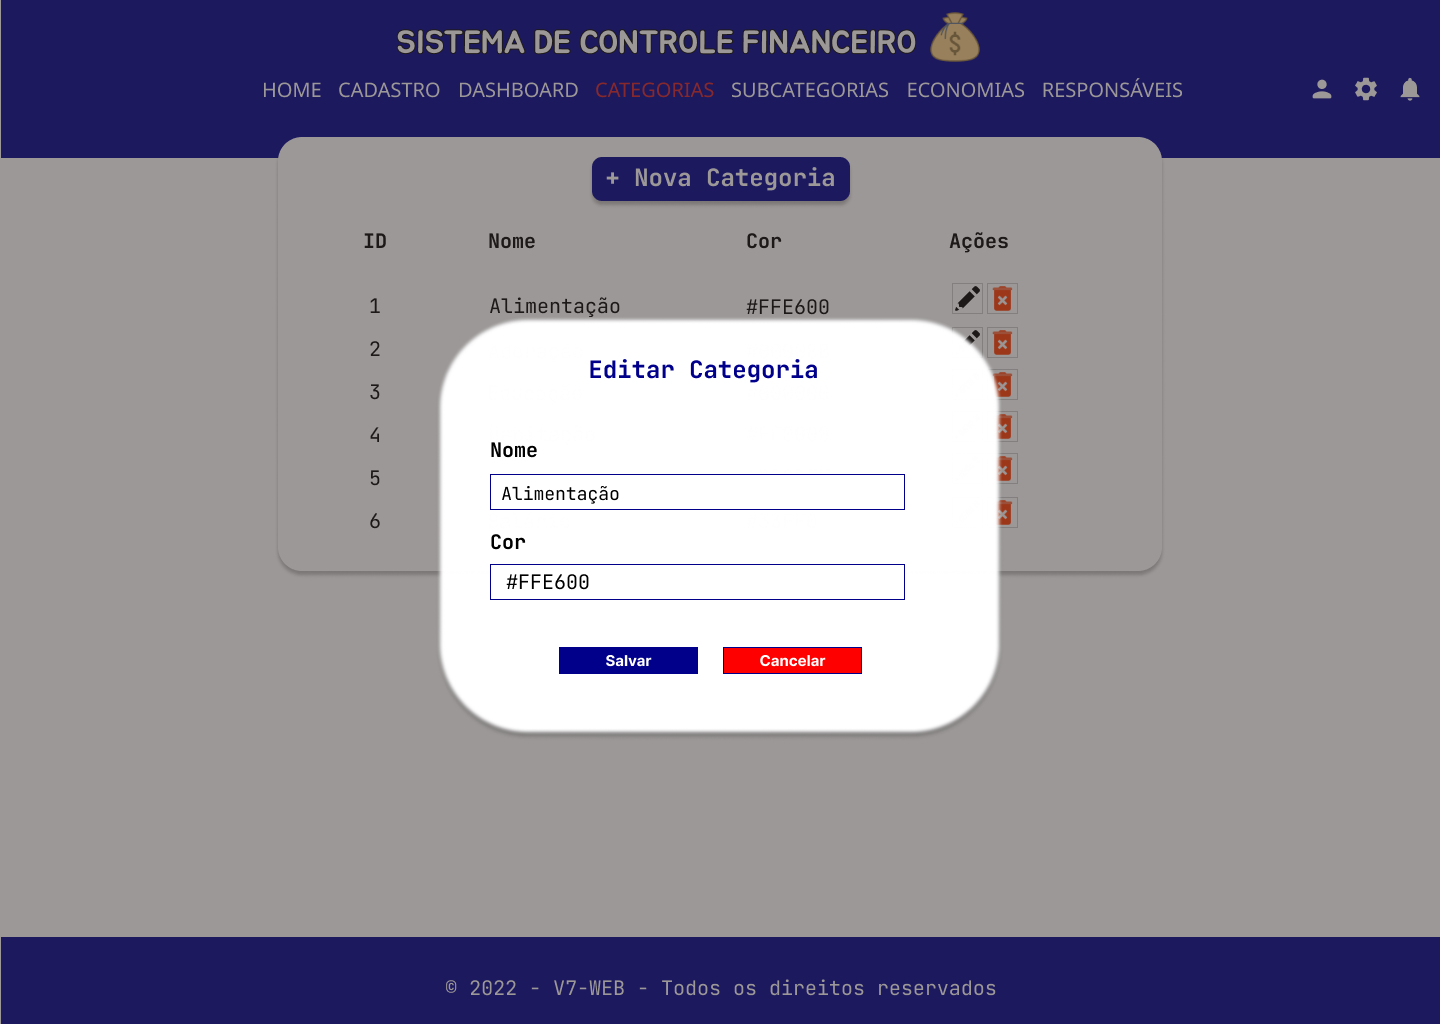 SISTEMA DE CONTROLE FINANCEIRO
HOME CADASTRO DASHBOARD CATEGORIAS SUBCATEGORIAS ECONOMIAS RESPONSÁVEIS
+ Nova Categoria
ID Nome Cor Ações
1 Alimentação #FFE600
2
3
4
5
6
Editar Categoria
Nome
Alimentação
Cor
#FFE600
Salvar Cancelar
© 2022 - V7-WEB - Todos os direitos reservados